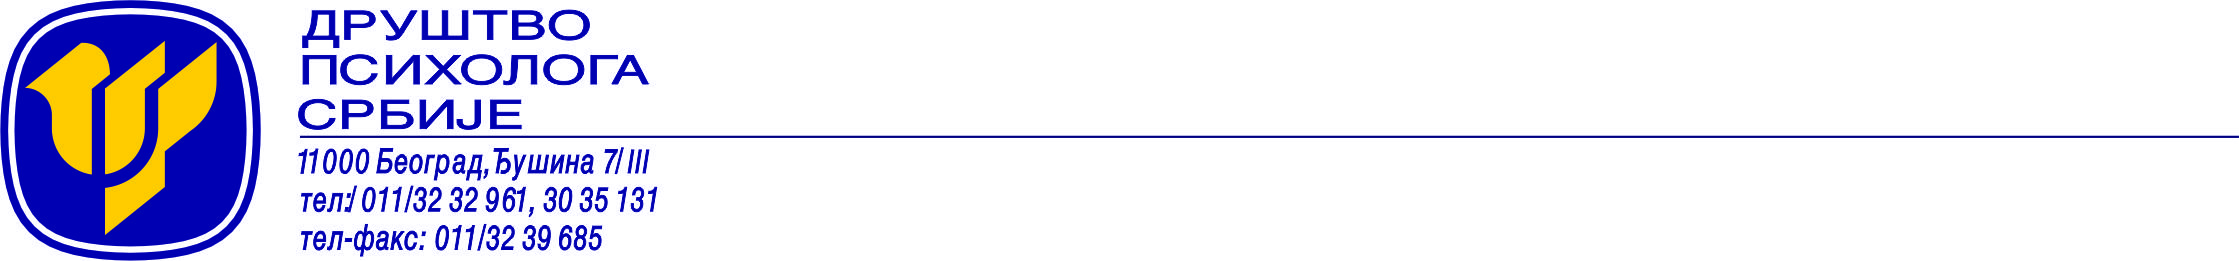 ДРУШТВО
ПСИХОЛОГА
СРБИЈЕ
11000 Београд, Ђушина 7/ III
тел:/ 011/32 32 961, 30 35 131
тел-факс: 011/32 39 685